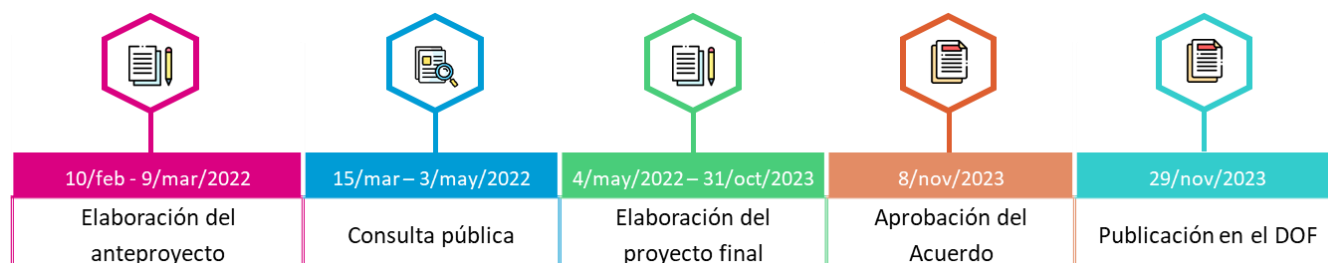 10/feb - 9/mar/2022
Elaboración del
anteproyecto
15/mar – 3/may/2022
Consulta pública
4/may/2022 – 31/oct/2023
Elaboración del
proyecto final
8/nov/2023
Aprobación del
Acuerdo
29/nov/2023
Publicación en el DOF